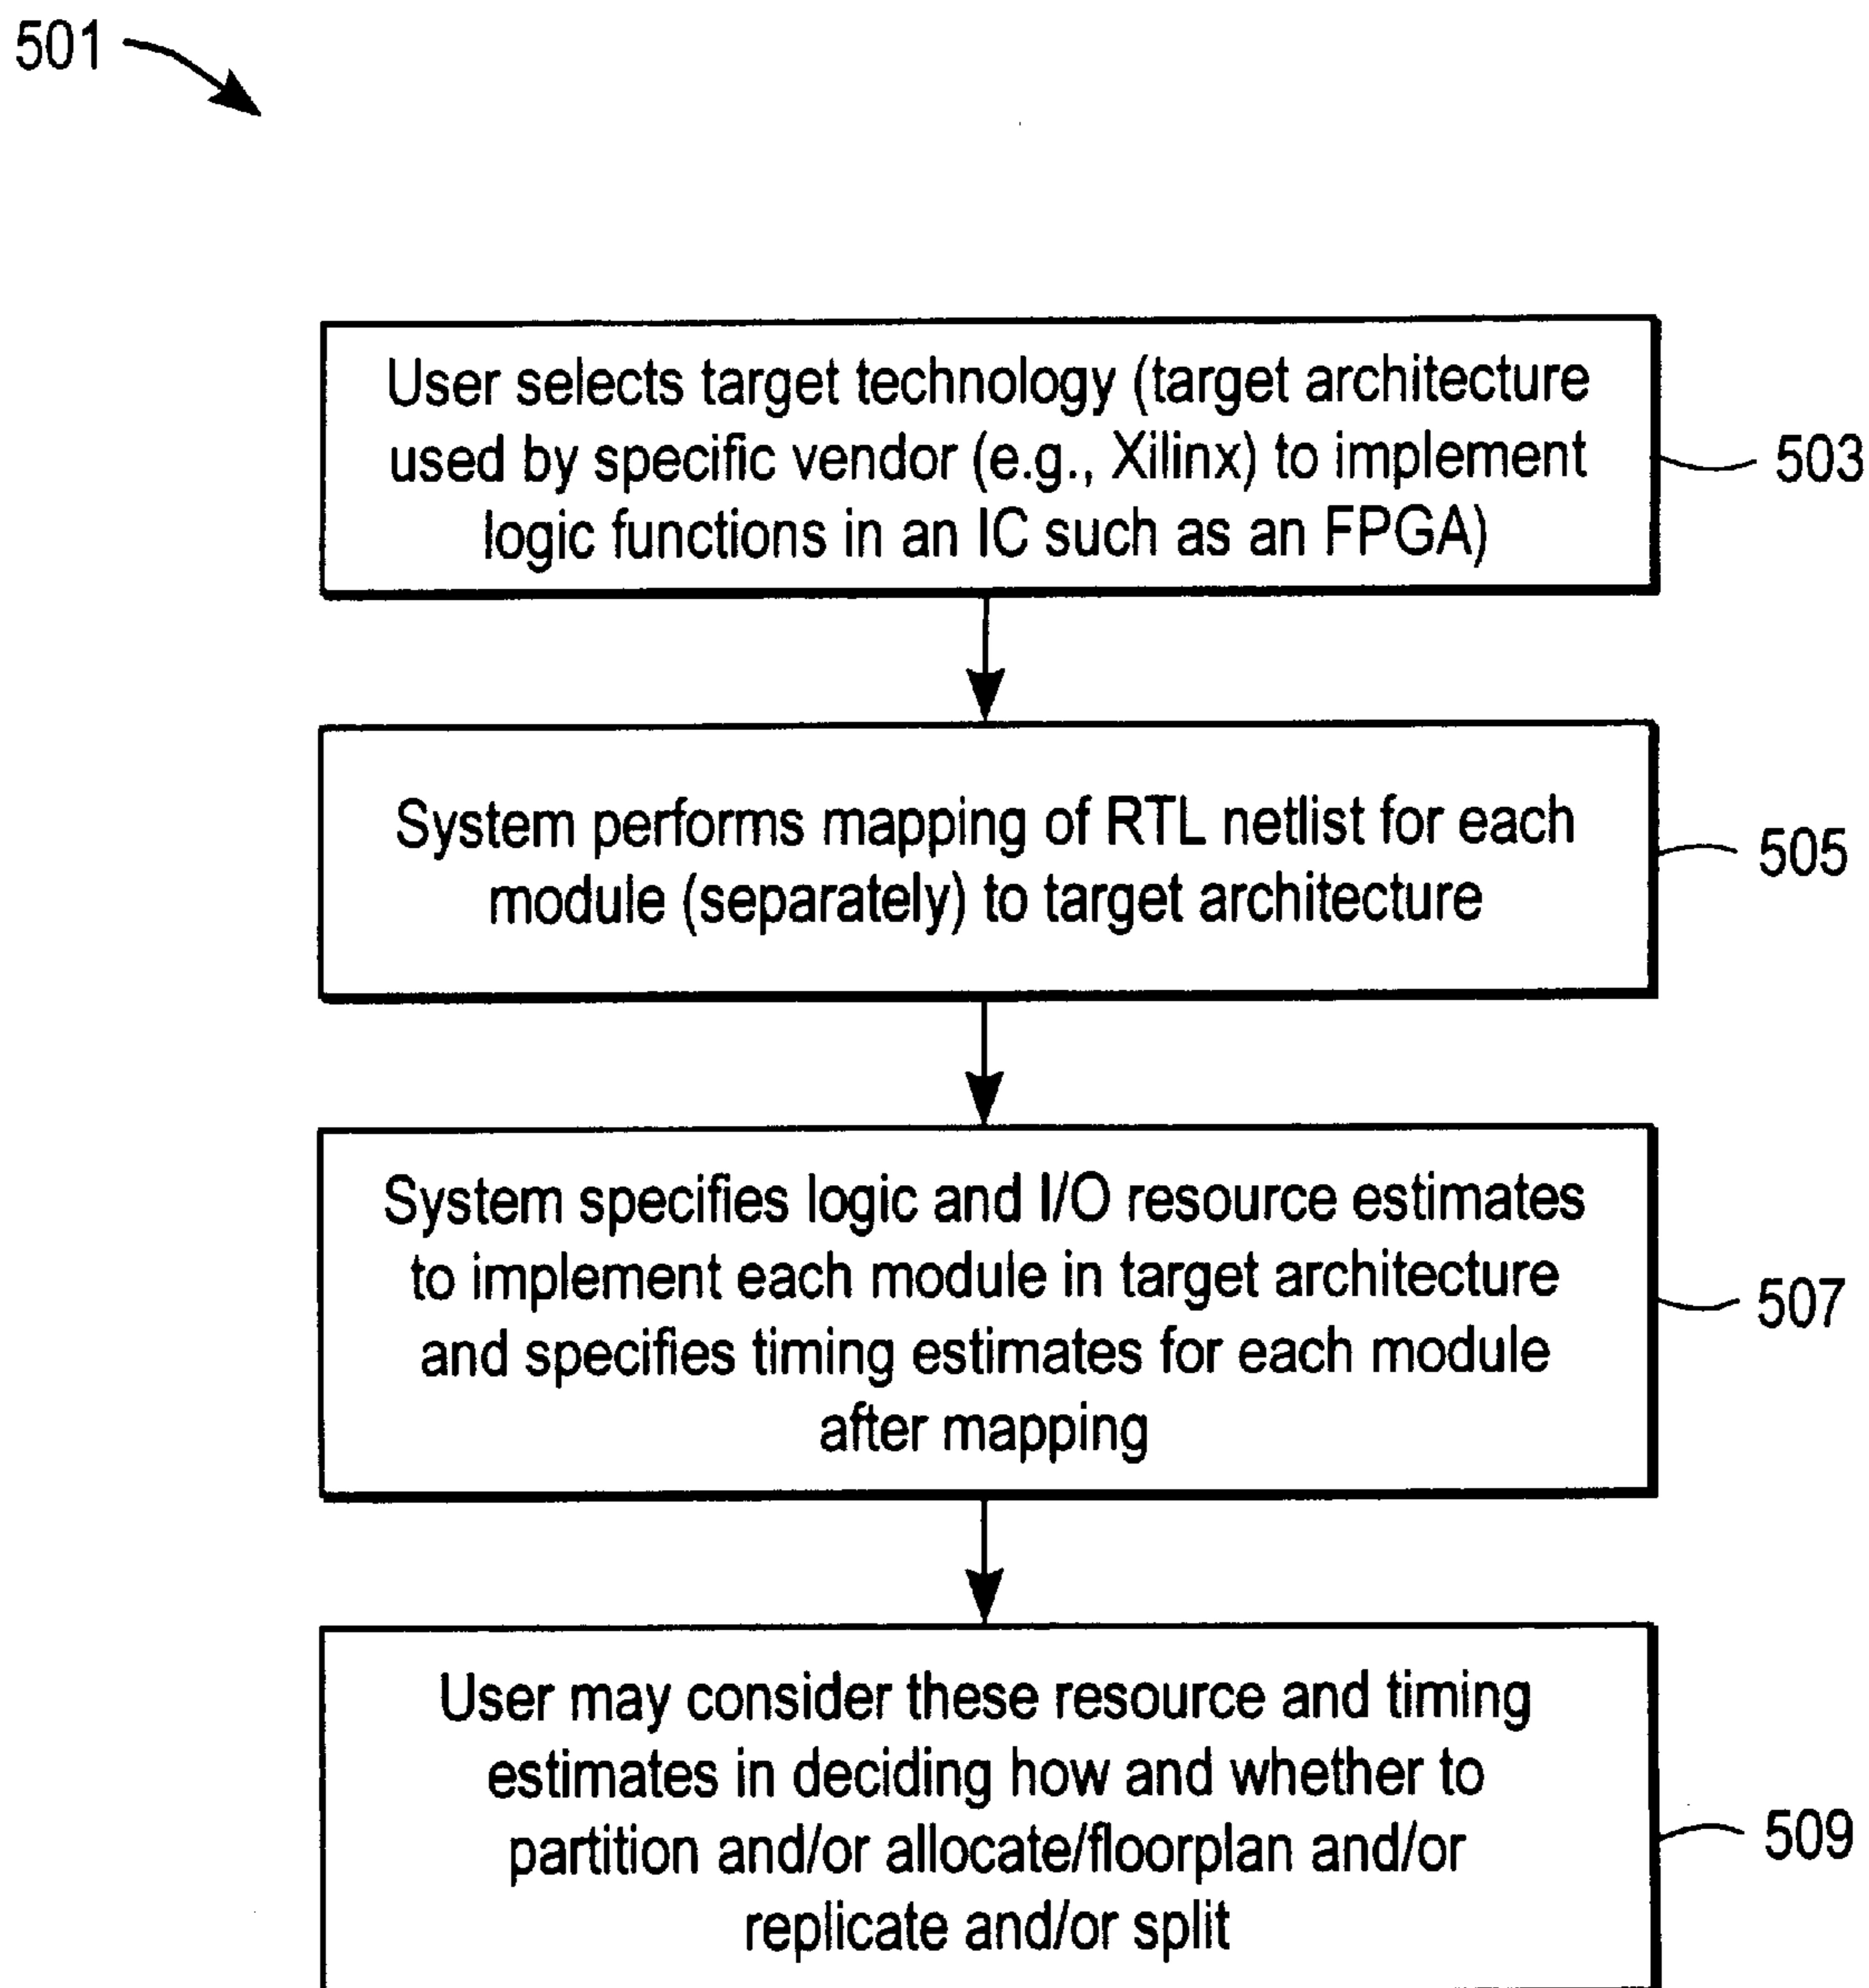 501
User selects target technology (target architecture
used by specific vendor (e.g., Xilinx) to implement
logic functions in an IC such as an FPGA)
503
System performs mapping of RTL netlist for each
module (separately) to target architecture
505
System specifies logic and I/O resource estimates
to implement each module in target architecture
and specifies timing estimates for each module
after mapping
507
User may consider these resource and timing
estimates in deciding how and whether to
partition and/or allocate/floorplan and/or
replicate and/or split
509